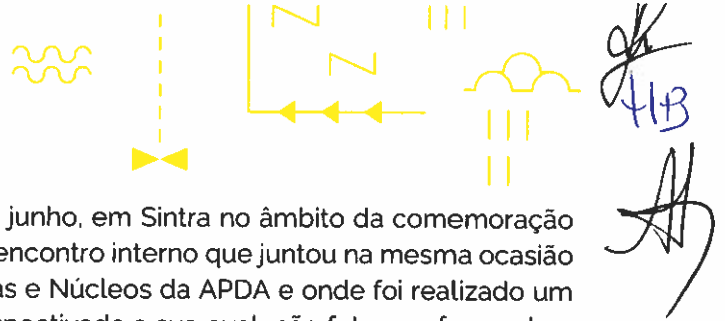 junho, em Sintra no âmbito da comemoração
encontro interno que juntou na mesma ocasião
as e Núcleos da APDA e onde foi realizado um